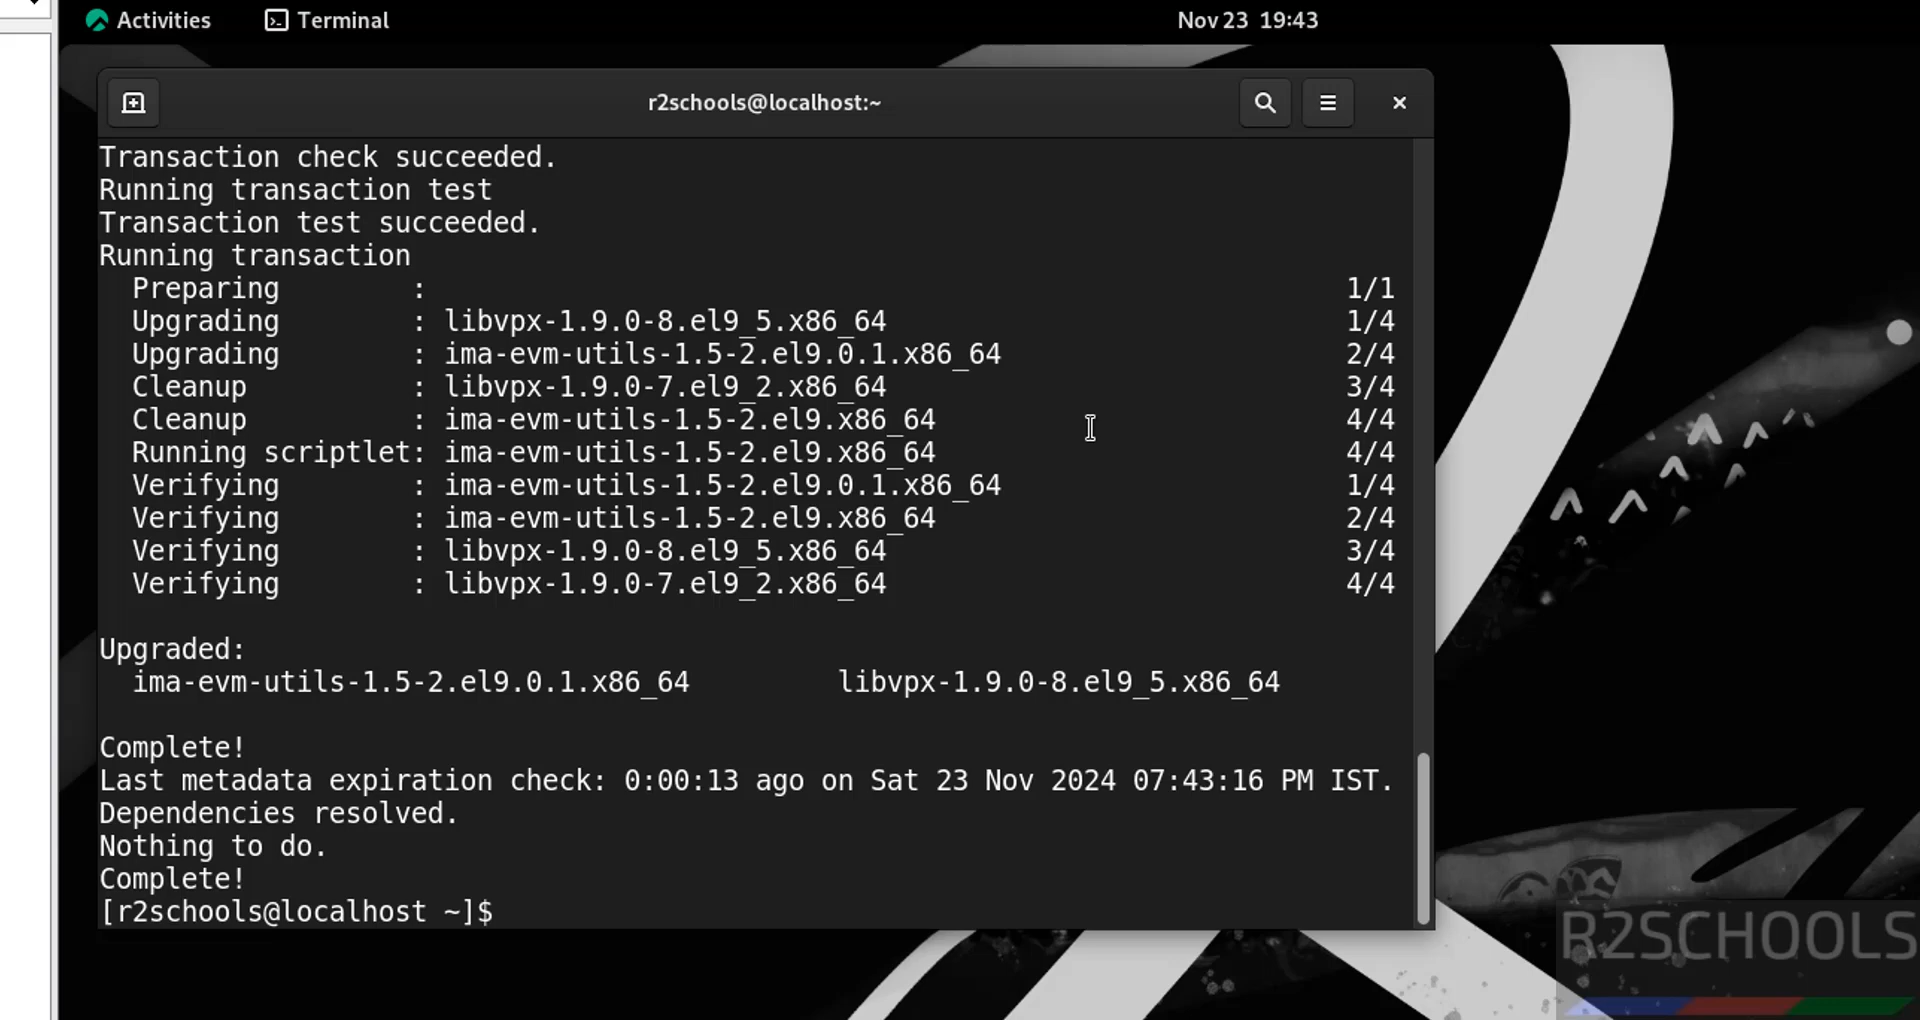 Activities Terminal Nov 23 19:43
r2schools@localhost:~
Transaction check succeeded.
Running transaction test
Transaction test succeeded.
Running transaction
  Preparing        :                                                        1/1
  Upgrading        : libvpx-1.9.0-8.el9_5.x86_64                            1/4
  Upgrading        : ima-evm-utils-1.5-2.el9.0.1.x86_64                     2/4
  Cleanup          : libvpx-1.9.0-7.el9_2.x86_64                            3/4
  Cleanup          : ima-evm-utils-1.5-2.el9.x86_64                         4/4
  Running scriptlet: ima-evm-utils-1.5-2.el9.x86_64                         4/4
  Verifying        : ima-evm-utils-1.5-2.el9.0.1.x86_64                     1/4
  Verifying        : ima-evm-utils-1.5-2.el9.x86_64                         2/4
  Verifying        : libvpx-1.9.0-8.el9_5.x86_64                            3/4
  Verifying        : libvpx-1.9.0-7.el9_2.x86_64                            4/4
Upgraded:
  ima-evm-utils-1.5-2.el9.0.1.x86_64         libvpx-1.9.0-8.el9_5.x86_64
Complete!
Last metadata expiration check: 0:00:13 ago on Sat 23 Nov 2024 07:43:16 PM IST.
Dependencies resolved.
Nothing to do.
Complete!
[r2schools@localhost ~]$
R2SCHOOLS